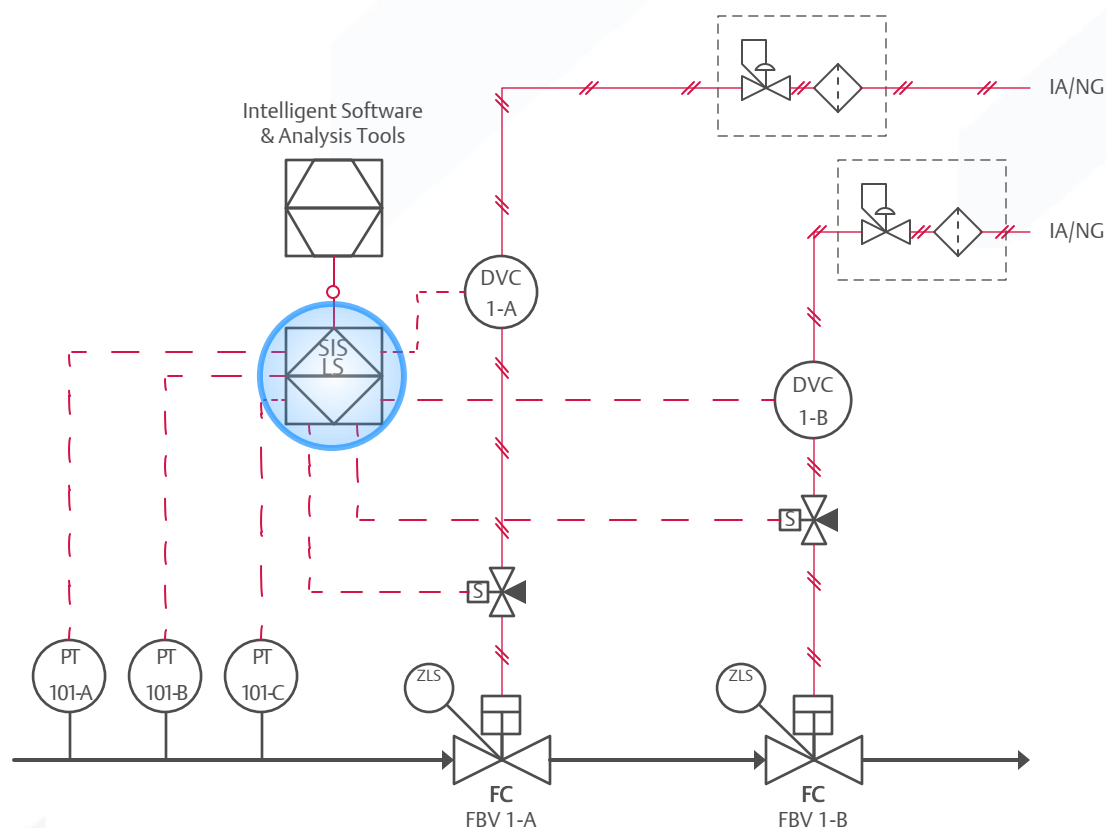 IA/NG
Intelligent Software
& Analysis Tools
IA/NG
DVC
1-A
SIS
LS
DVC
1-B
S
S
PT
101-A
PT
101-B
PT
101-C
ZLS
ZLS
FC
FBV 1-A
FC
FBV 1-B